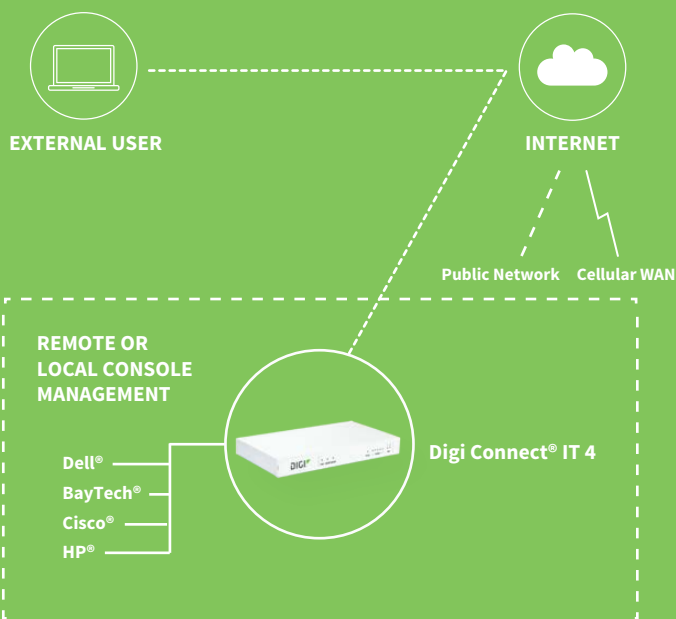 EXTERNAL USER
INTERNET
Public Network
Cellular WAN
REMOTE OR
LOCAL CONSOLE
MANAGEMENT
Dell®
BayTech®
Cisco®
HP®
DIGI
Digi Connect® IT 4